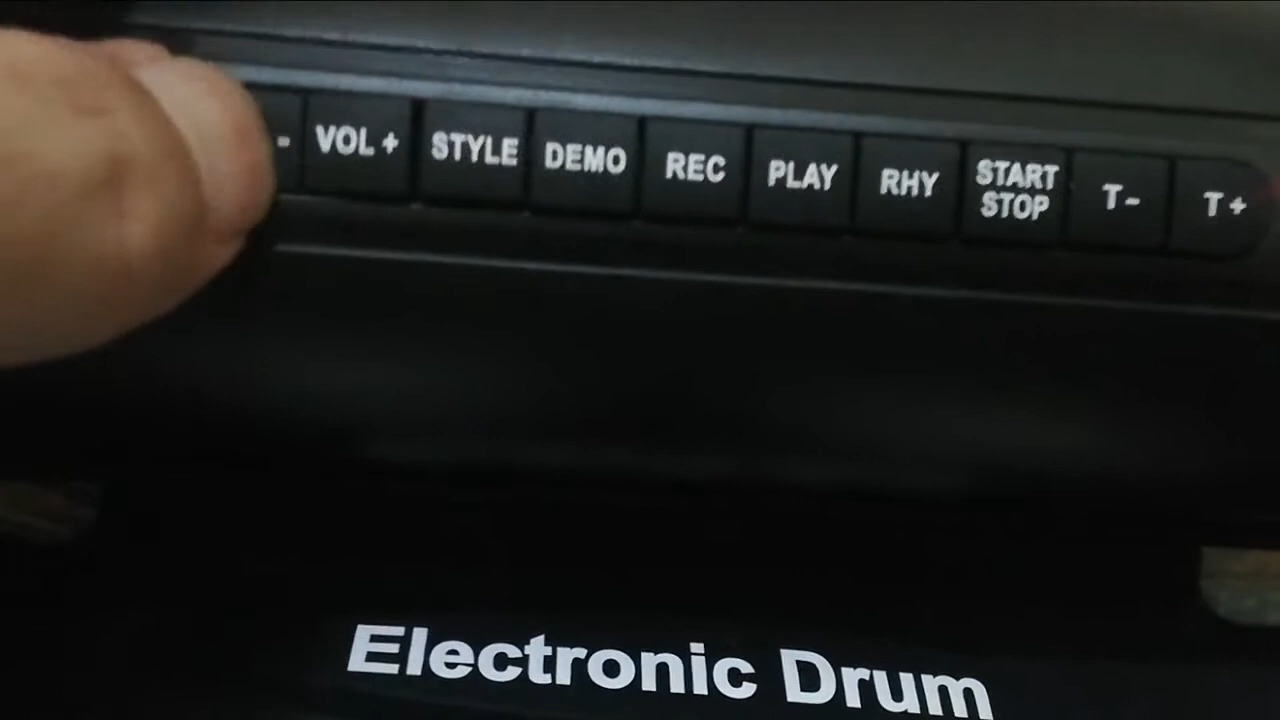 - VOL + STYLE DEMO REC PLAY RHY START STOP T - T +
Electronic Drum